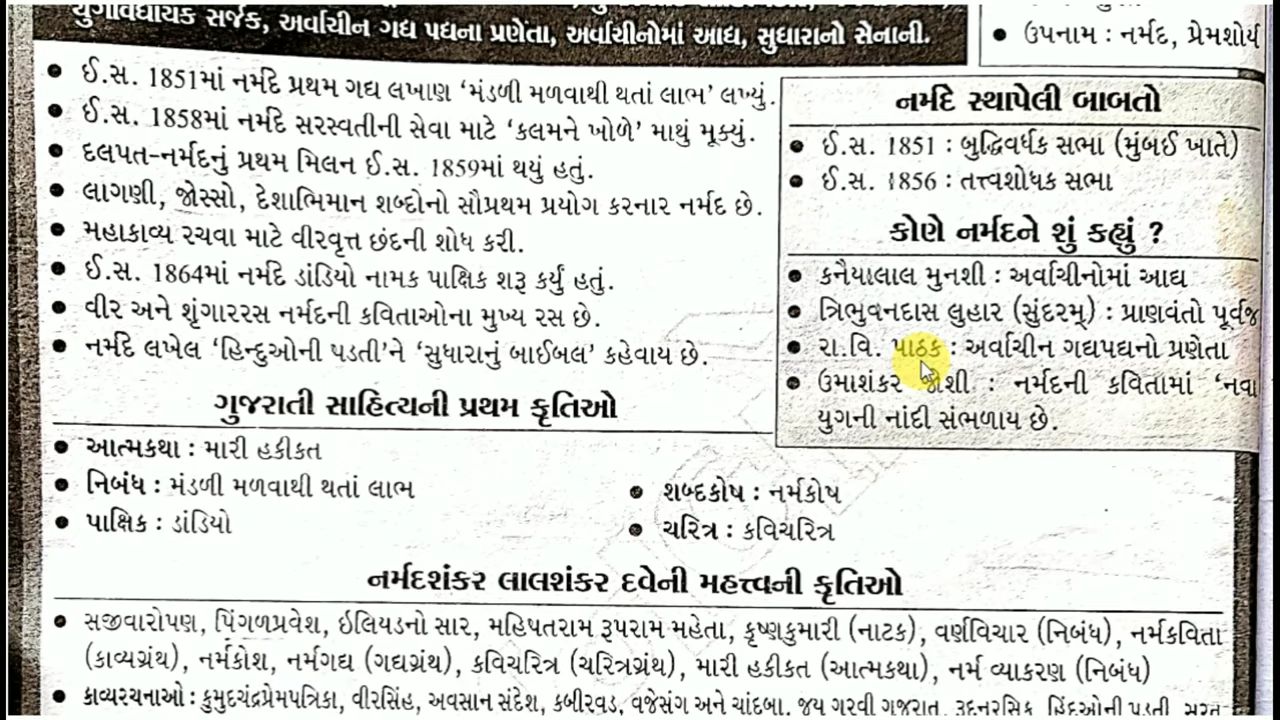 યુગવિધાયક સર્જક, અર્વાચીન ગદ્ય પદ્યના પ્રણેતા, અર્વાચીનોમાં આદ્ય, સુધારાનો સેનાની.
• ઉપનામ : નર્મદ, પ્રેમશૌર્ય
• ઈ.સ. 1851માં નર્મદે પ્રથમ ગદ્ય લખાણ ‘મંડળી મળવાથી થતાં લાભ’ લખ્યું.
• ઈ.સ. 1858માં નર્મદે સરસ્વતીની સેવા માટે ‘કલમને ખોળે’ માથું મૂક્યું.
• દલપત-નર્મદનું પ્રથમ મિલન ઈ.સ. 1859માં થયું હતું.
• લાગણી, જોસ્સો, દેશાભિમાન શબ્દોનો સૌપ્રથમ પ્રયોગ કરનાર નર્મદ છે.
• મહાકાવ્ય રચવા માટે વીરવૃત્ત છંદની શોધ કરી.
• ઈ.સ. 1864માં નર્મદે ડાંડિયો નામક પાક્ષિક શરૂ કર્યું હતું.
• વીર અને શૃંગારરસ નર્મદની કવિતાઓના મુખ્ય રસ છે.
• નર્મદે લખેલ ‘હિન્દુઓની પડતી’ને ‘સુધારાનું બાઈબલ’ કહેવાય છે.
નર્મદે સ્થાપેલી બાબતો
• ઈ.સ. 1851 : બુદ્ધિવર્ધક સભા (મુંબઈ ખાતે)
• ઈ.સ. 1856 : તત્ત્વશોધક સભા
કોણે નર્મદને શું કહ્યું ?
• કનૈયાલાલ મુનશી : અર્વાચીનોમાં આદ્ય
• ત્રિભુવનદાસ લુહાર (સુંદરમ્) : પ્રાણવંતો પૂર્વજ
• રા.વિ. પાઠક : અર્વાચીન ગદ્યપદ્યનો પ્રણેતા
• ઉમાશંકર જોશી : નર્મદની કવિતામાં ‘નવા
યુગની નાંદી સંભળાય છે.
ગુજરાતી સાહિત્યની પ્રથમ કૃતિઓ
• આત્મકથા : મારી હકીકત
• નિબંધ : મંડળી મળવાથી થતાં લાભ
• શબ્દકોષ : નર્મકોષ
• પાક્ષિક : ડાંડિયો
• ચરિત્ર : કવિચરિત્ર
નર્મદશંકર લાલશંકર દવેની મહત્ત્વની કૃતિઓ
• સજીવારોપણ, પિંગળપ્રવેશ, ઇલિયડનો સાર, મહિપતરામ રૂપરામ મહેતા, કૃષ્ણકુમારી (નાટક), વર્ણવિચાર (નિબંધ), નર્મકવિતા
(કાવ્યગ્રંથ), નર્મકોશ, નર્મગદ્ય (ગદ્યગ્રંથ), કવિચરિત્ર (ચરિત્રગ્રંથ), મારી હકીકત (આત્મકથા), નર્મ વ્યાકરણ (નિબંધ)
• કાવ્યરચનાઓ : કુમુદચંદ્રપ્રેમપત્રિકા, વીરસિંહ, અવસાન સંદેશ, કબીરવડ, વજેસંગ અને ચાંદબા, જય ગરવી ગુજરાત, રૂદનરસિક, હિંદુઓની પડતી, સુરત